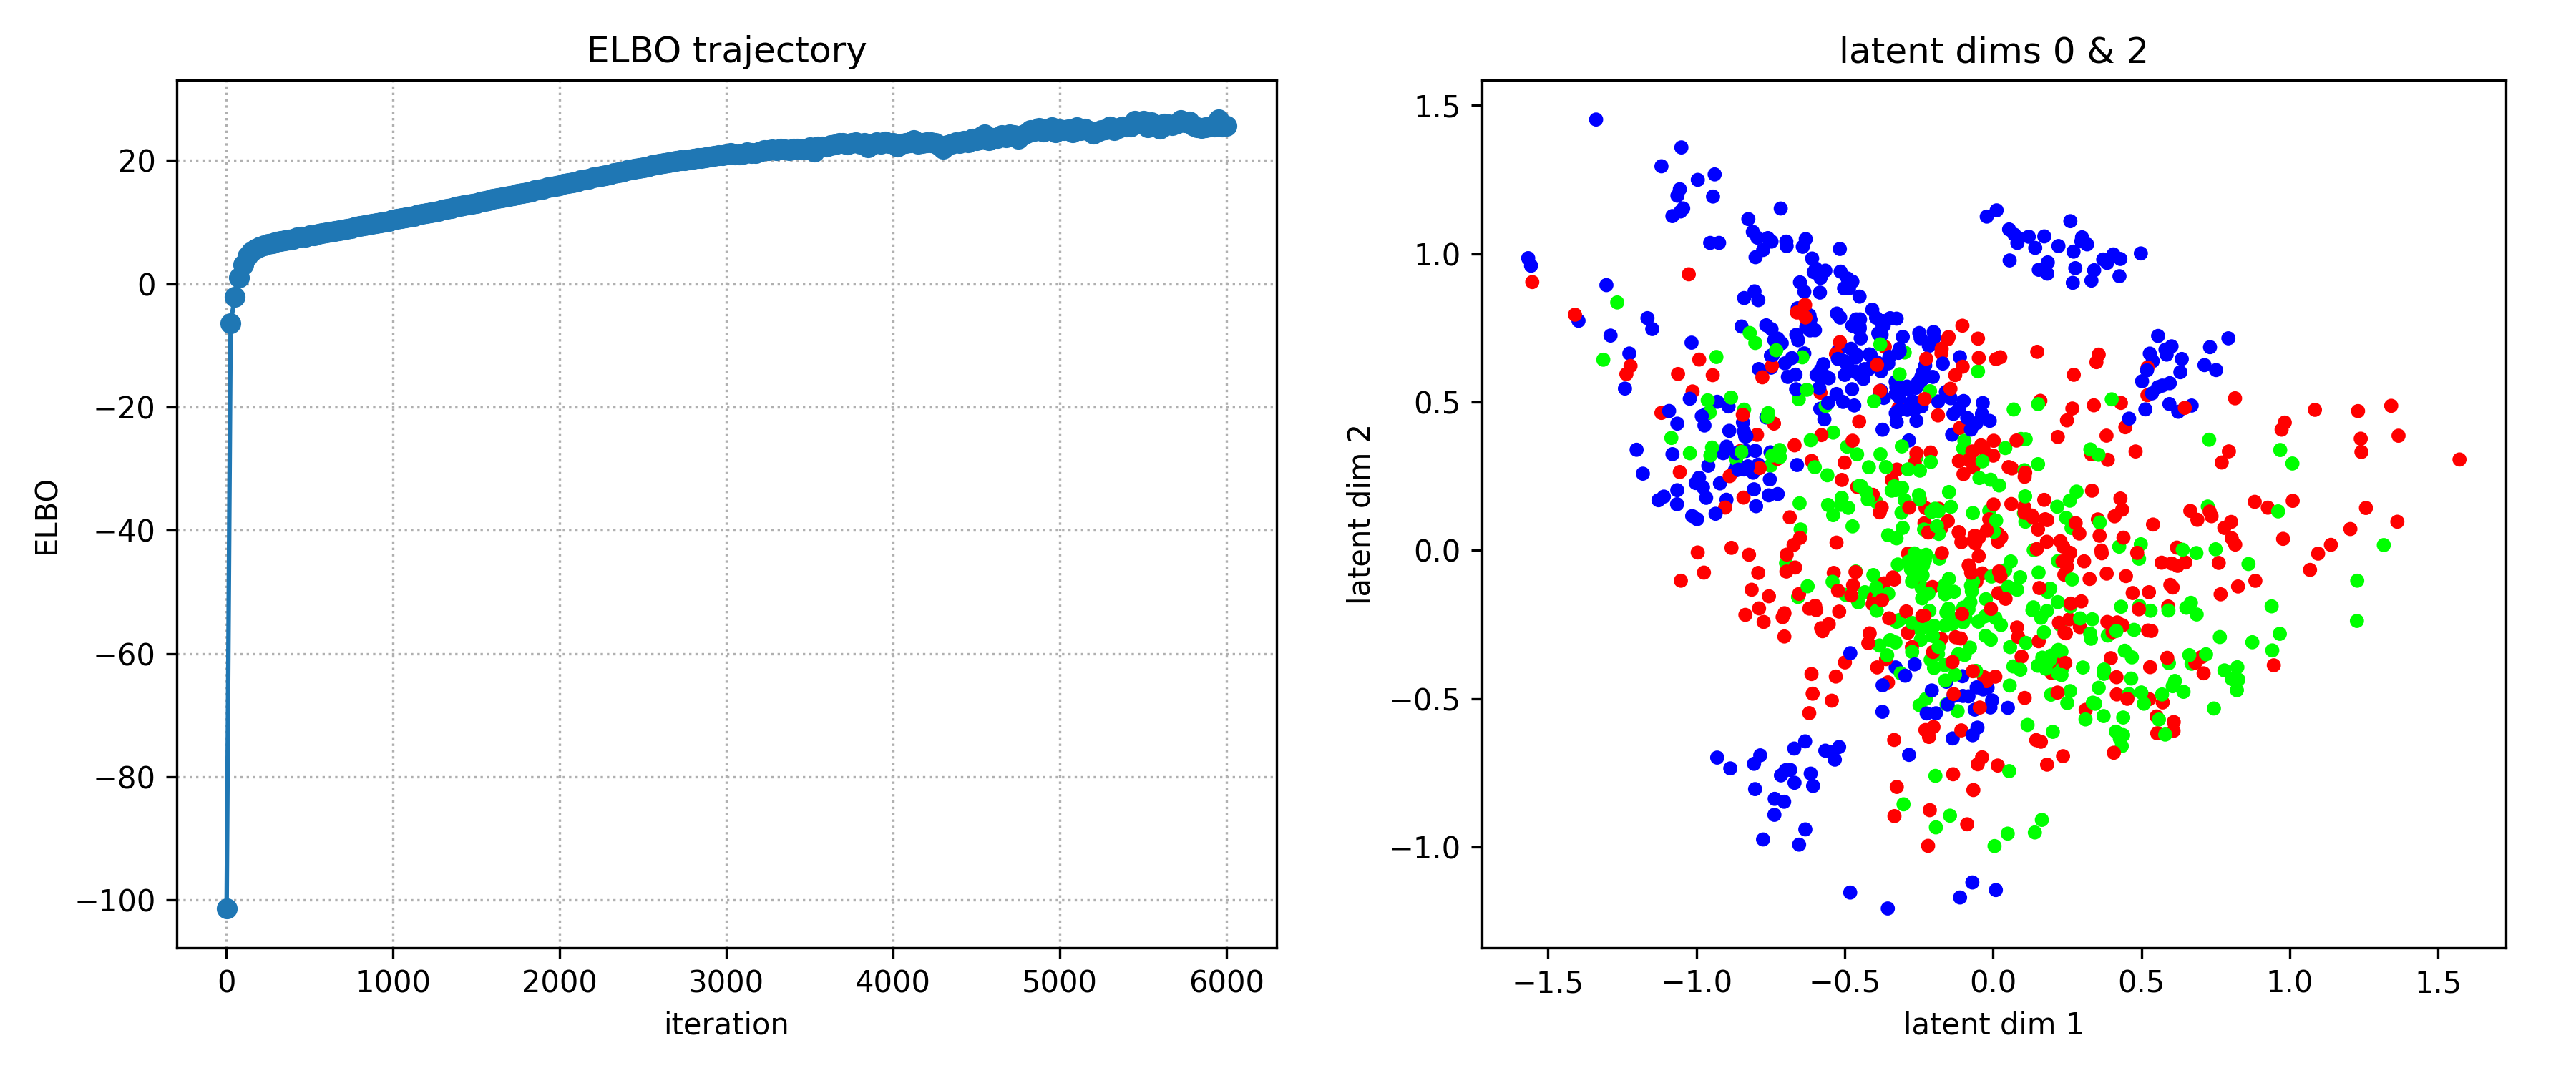 ELBO trajectory
ELBO
20
0
−20
−40
−60
−80
−100
0 1000 2000 3000 4000 5000 6000
iteration
latent dims 0 & 2
latent dim 2
1.5
1.0
0.5
0.0
−0.5
−1.0
−1.5 −1.0 −0.5 0.0 0.5 1.0 1.5
latent dim 1